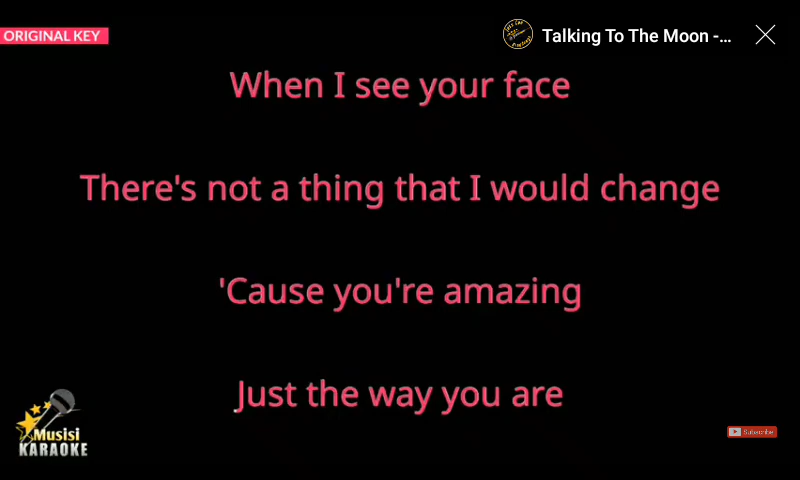 ORIGINAL KEY
Talking To The Moon -...
When I see your face
There's not a thing that I would change
'Cause you're amazing
Just the way you are
Musisi
KARAOKE
Subscribe